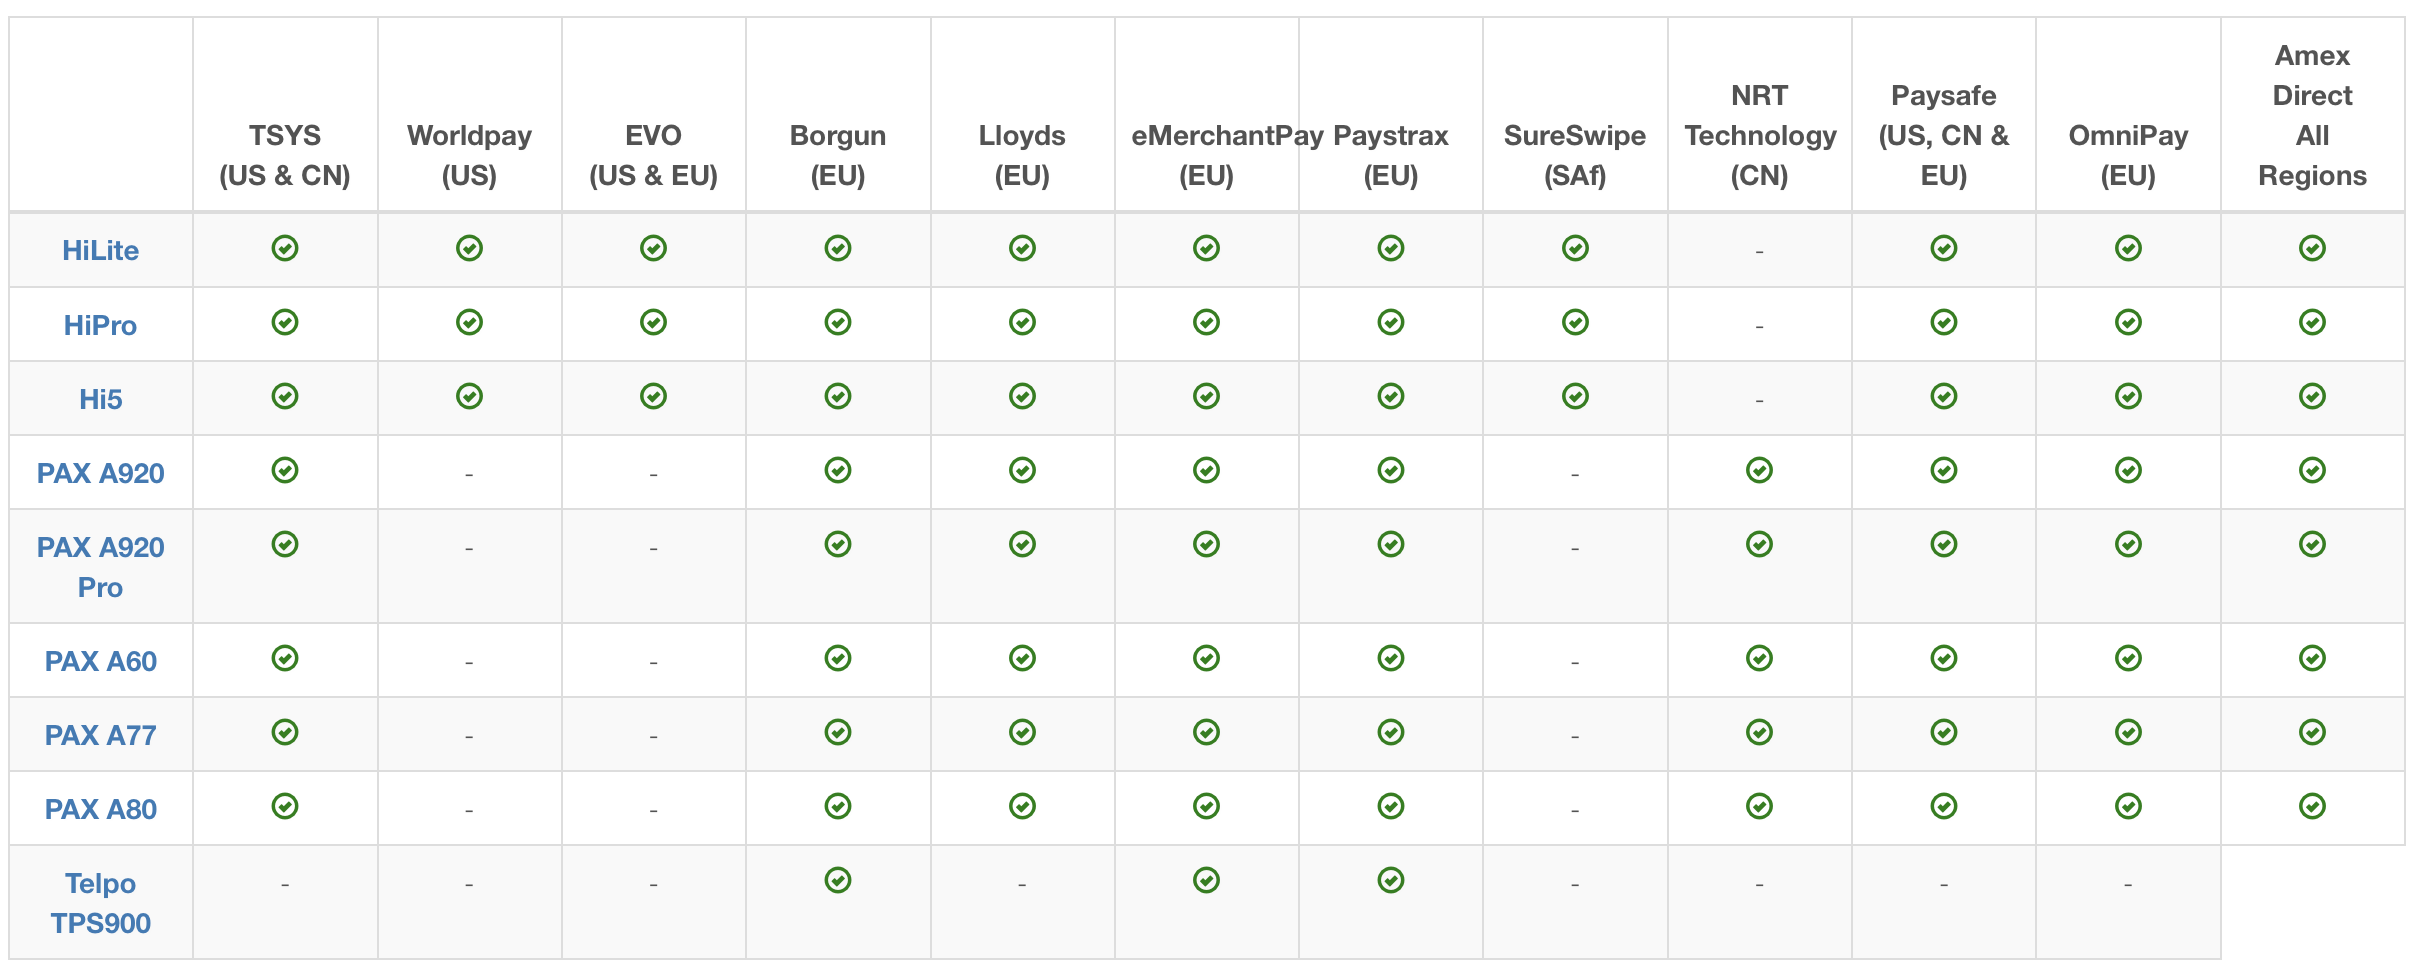 TSYS (US & CN) Worldpay (US) EVO (US & EU) Borgun (EU) Lloyds (EU) eMerchantPay (EU) Paystrax (EU) SureSwipe (SAf) NRT Technology (CN) Paysafe (US, CN & EU) OmniPay (EU) Amex Direct All Regions
HiLite -
HiPro -
Hi5 -
PAX A920 - - -
PAX A920 Pro - - -
PAX A60 - - -
PAX A77 - - -
PAX A80 - - -
Telpo TPS900 - - - - - - - -